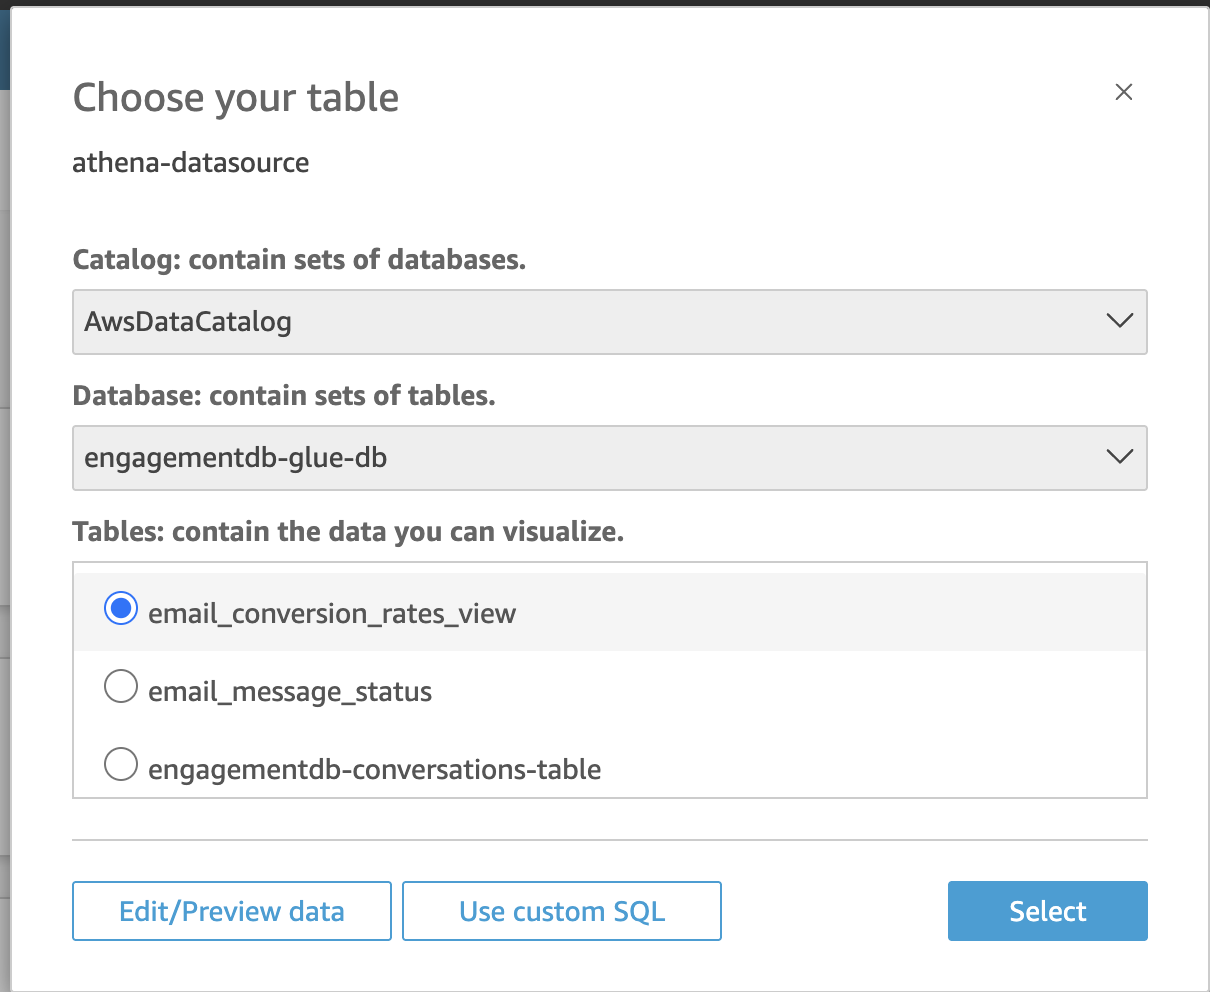 Choose your table
athena-datasource
Catalog: contain sets of databases.
AwsDataCatalog
Database: contain sets of tables.
engagementdb-glue-db
Tables: contain the data you can visualize.
email_conversion_rates_view
email_message_status
engagementdb-conversations-table
Edit/Preview data
Use custom SQL
Select